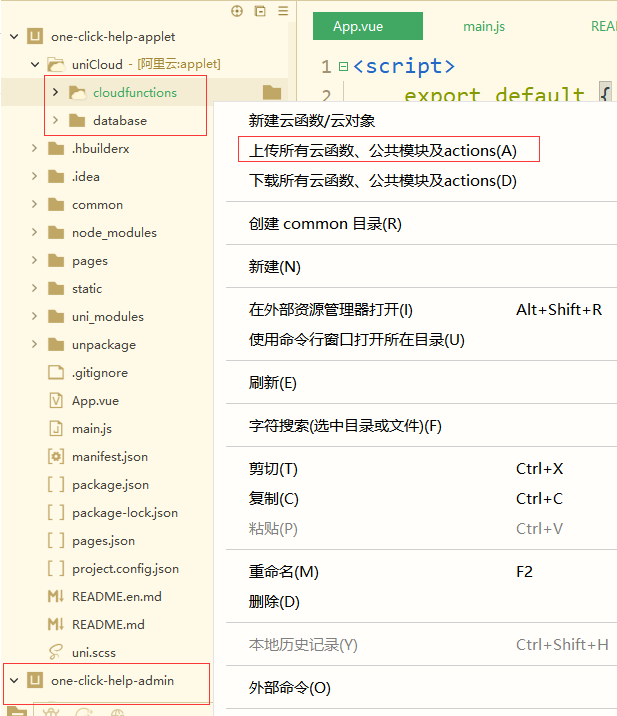 one-click-help-applet
uniCloud - [阿里云:applet]
cloudfunctions
database
.hbuilderx
.idea
common
node_modules
pages
static
uni_modules
unpackage
.gitignore
App.vue
main.js
manifest.json
package.json
package-lock.json
pages.json
project.config.json
README.en.md
README.md
uni.scss
one-click-help-admin
App.vue main.js REA
1 <script>
2 export default {
新建云函数/云对象
上传所有云函数、公共模块及actions(A)
下载所有云函数、公共模块及actions(D)
创建 common 目录(R)
新建(N)
在外部资源管理器打开(I) Alt+Shift+R
使用命令行窗口打开所在目录(U)
刷新(E)
字符搜索(选中目录或文件)(F)
剪切(T) Ctrl+X
复制(C) Ctrl+C
粘贴(P) Ctrl+V
重命名(M) F2
删除(D)
本地历史记录(Y) Ctrl+Shift+H
外部命令(O)